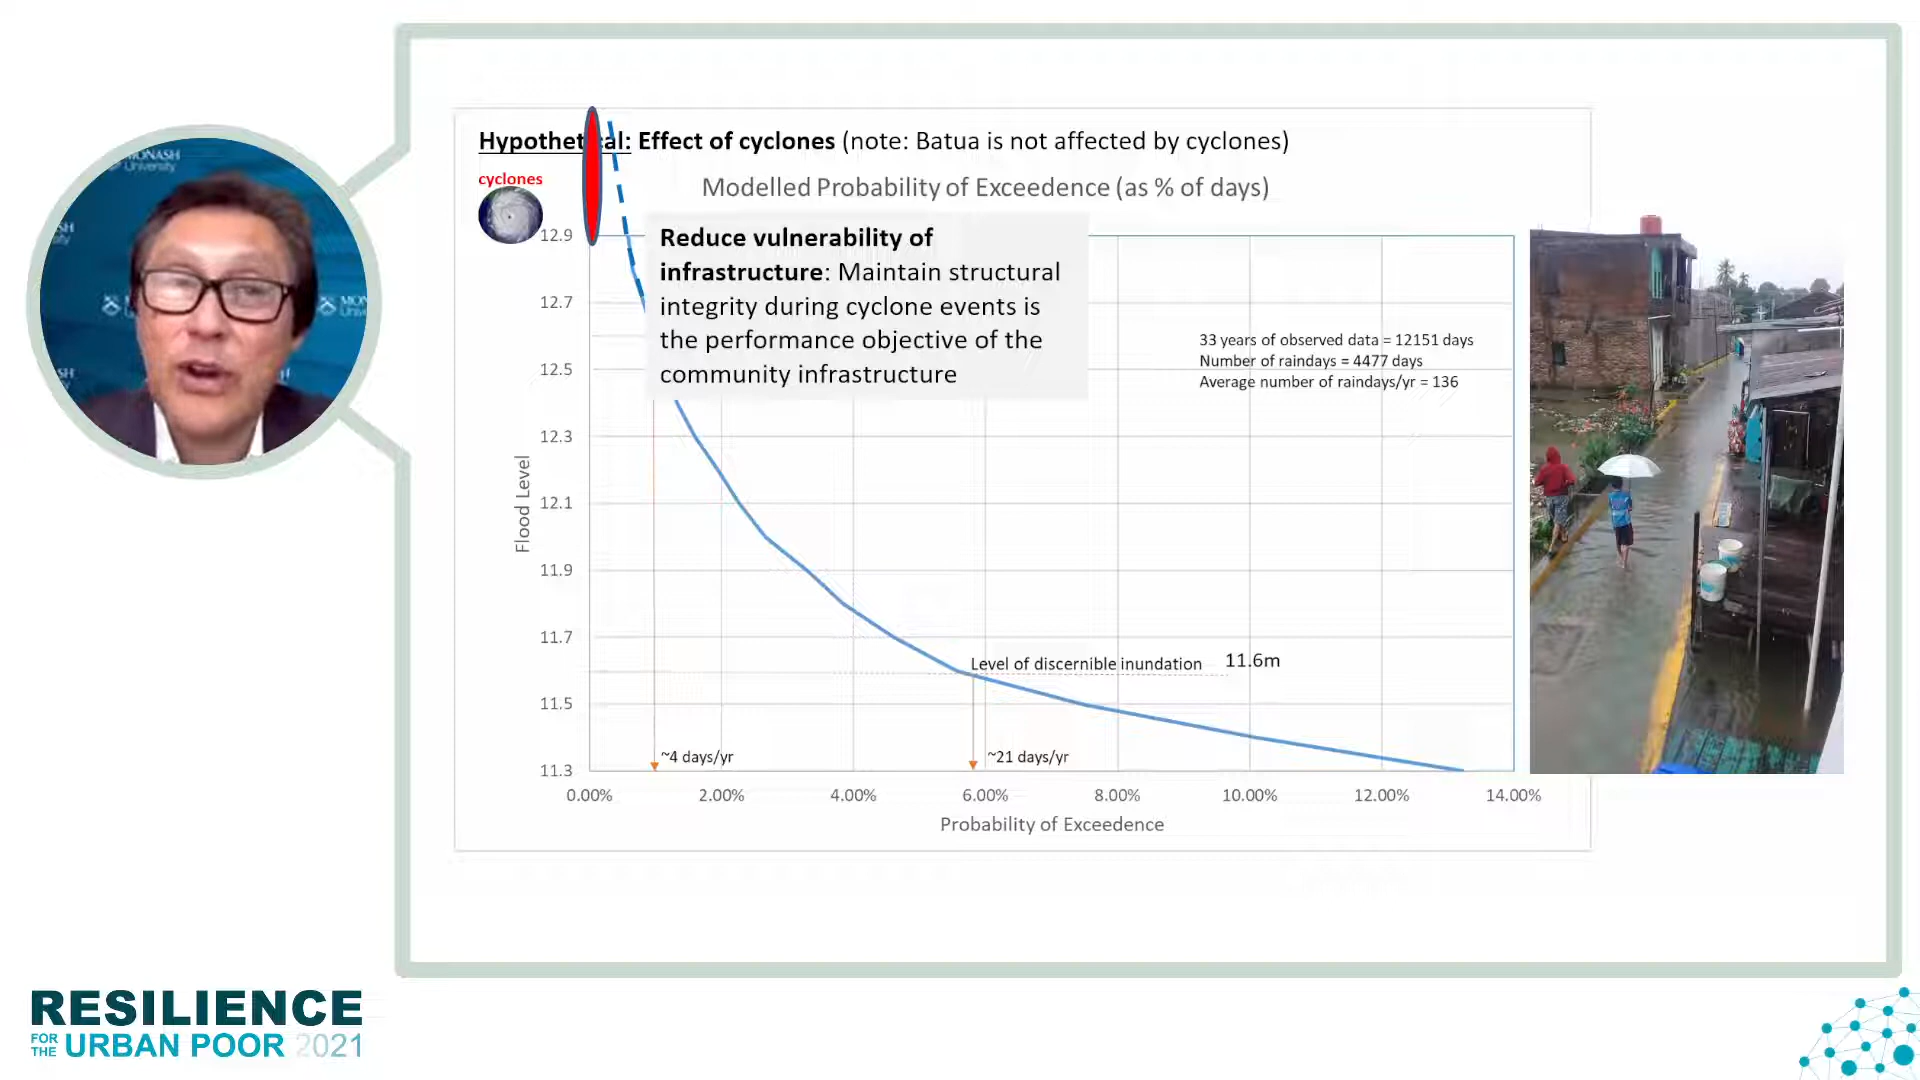 MONASH
University
Hypothetical: Effect of cyclones (note: Batua is not affected by cyclones)
cyclones
Modelled Probability of Exceedence (as % of days)
Reduce vulnerability of
infrastructure: Maintain structural
integrity during cyclone events is
the performance objective of the
community infrastructure
33 years of observed data = 12151 days
Number of raindays = 4477 days
Average number of raindays/yr = 136
12.9
12.7
12.5
12.3
12.1
11.9
11.7
11.5
11.3
Flood Level
Level of discernible inundation 11.6m
~4 days/yr
~21 days/yr
0.00% 2.00% 4.00% 6.00% 8.00% 10.00% 12.00% 14.00%
Probability of Exceedence
RESILIENCE
FOR THE URBAN POOR 2021